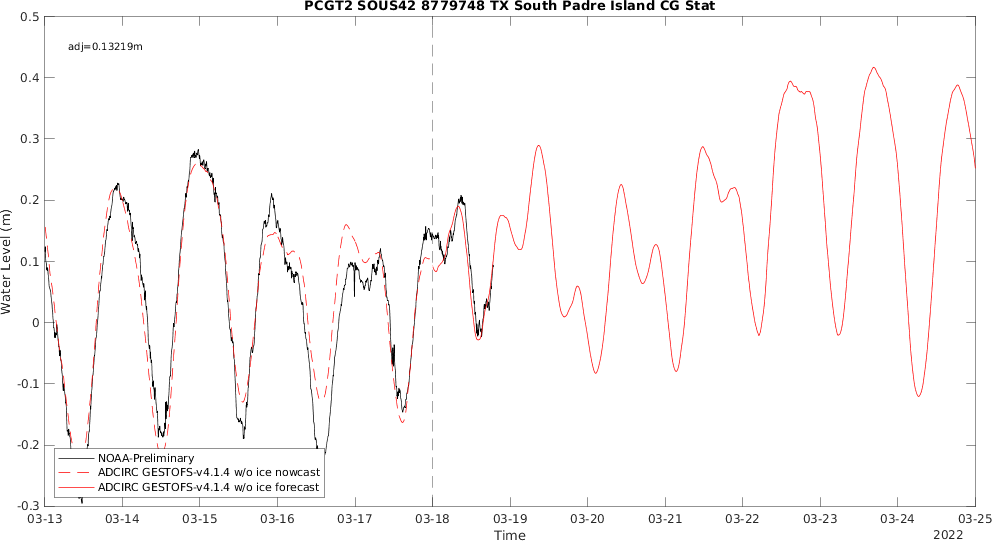 PCGT2 SOUS42 8779748 TX South Padre Island CG Stat
adj=0.13219m
0.5
0.4
0.3
0.2
0.1
0
-0.1
-0.2
-0.3
Water Level (m)
NOAA-Preliminary
ADCIRC GESTOFS-v4.1.4 w/o ice nowcast
ADCIRC GESTOFS-v4.1.4 w/o ice forecast
03-13 03-14 03-15 03-16 03-17 03-18 03-19 03-20 03-21 03-22 03-23 03-24 03-25
Time
2022